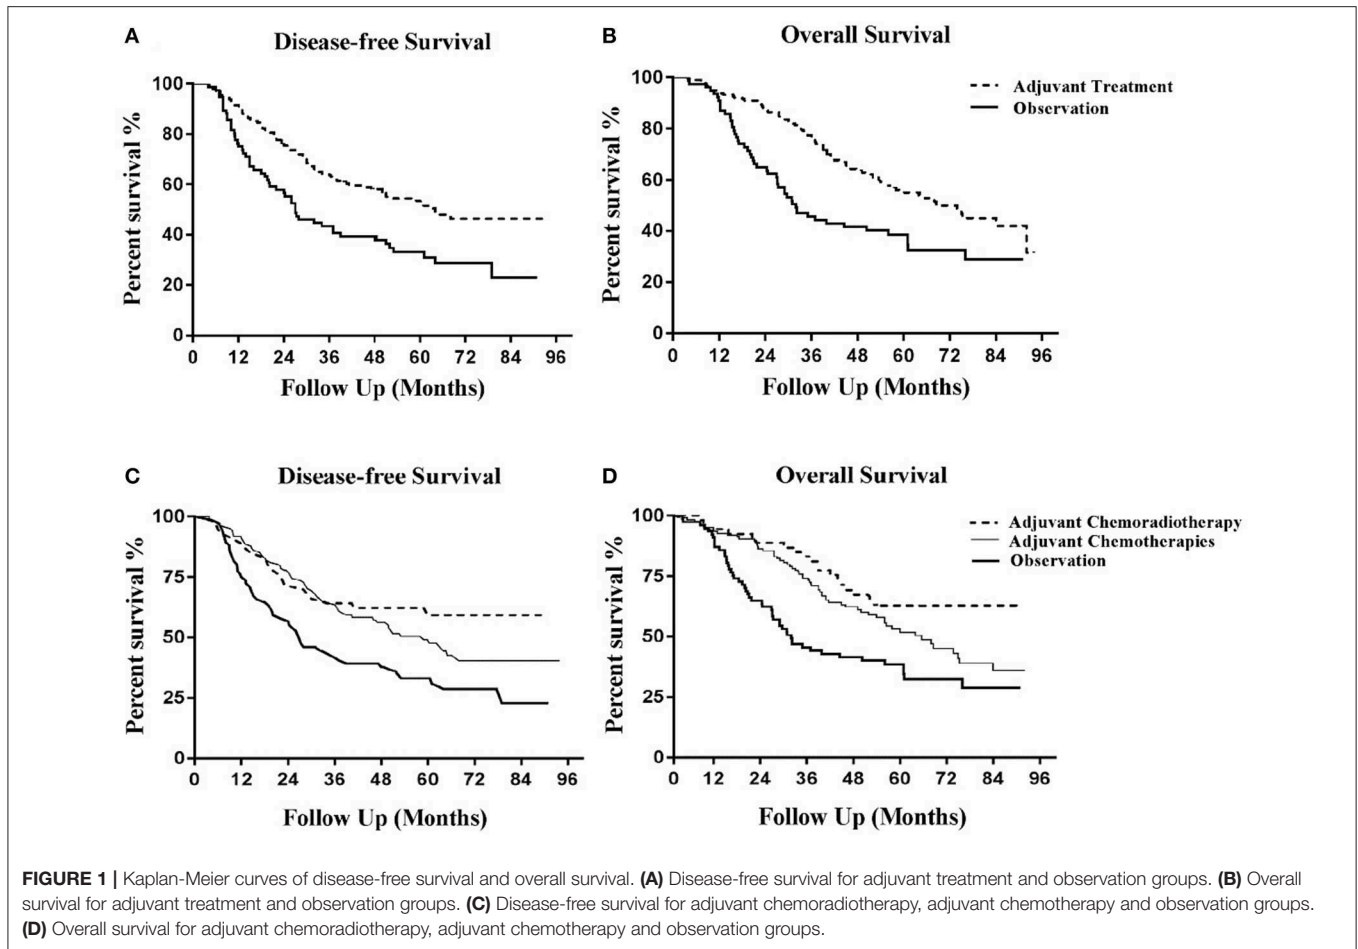 A
Disease-free Survival
Percent survival %
100
80
60
40
20
0
0 12 24 36 48 60 72 84 96
Follow Up (Months)
B
Overall Survival
Percent survival %
100
80
60
40
20
0
0 12 24 36 48 60 72 84 96
Follow Up (Months)
Adjuvant Treatment
Observation
C
Disease-free Survival
Percent survival %
100
75
50
25
0
0 12 24 36 48 60 72 84 96
Follow Up (Months)
D
Overall Survival
Percent survival %
100
75
50
25
0
0 12 24 36 48 60 72 84 96
Follow Up (Months)
Adjuvant Chemoradiotherapy
Adjuvant Chemotherapies
Observation
FIGURE 1 | Kaplan-Meier curves of disease-free survival and overall survival. (A) Disease-free survival for adjuvant treatment and observation groups. (B) Overall
survival for adjuvant treatment and observation groups. (C) Disease-free survival for adjuvant chemoradiotherapy, adjuvant chemotherapy and observation groups.
(D) Overall survival for adjuvant chemoradiotherapy, adjuvant chemotherapy and observation groups.